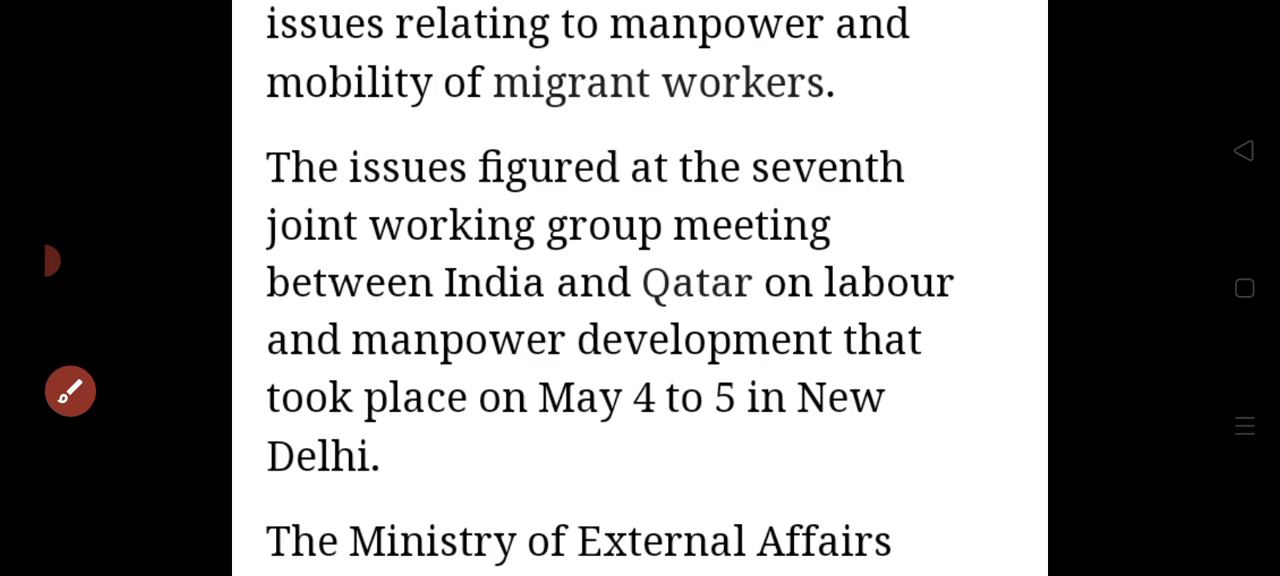 issues relating to manpower and
mobility of migrant workers.
The issues figured at the seventh
joint working group meeting
between India and Qatar on labour
and manpower development that
took place on May 4 to 5 in New
Delhi.
The Ministry of External Affairs